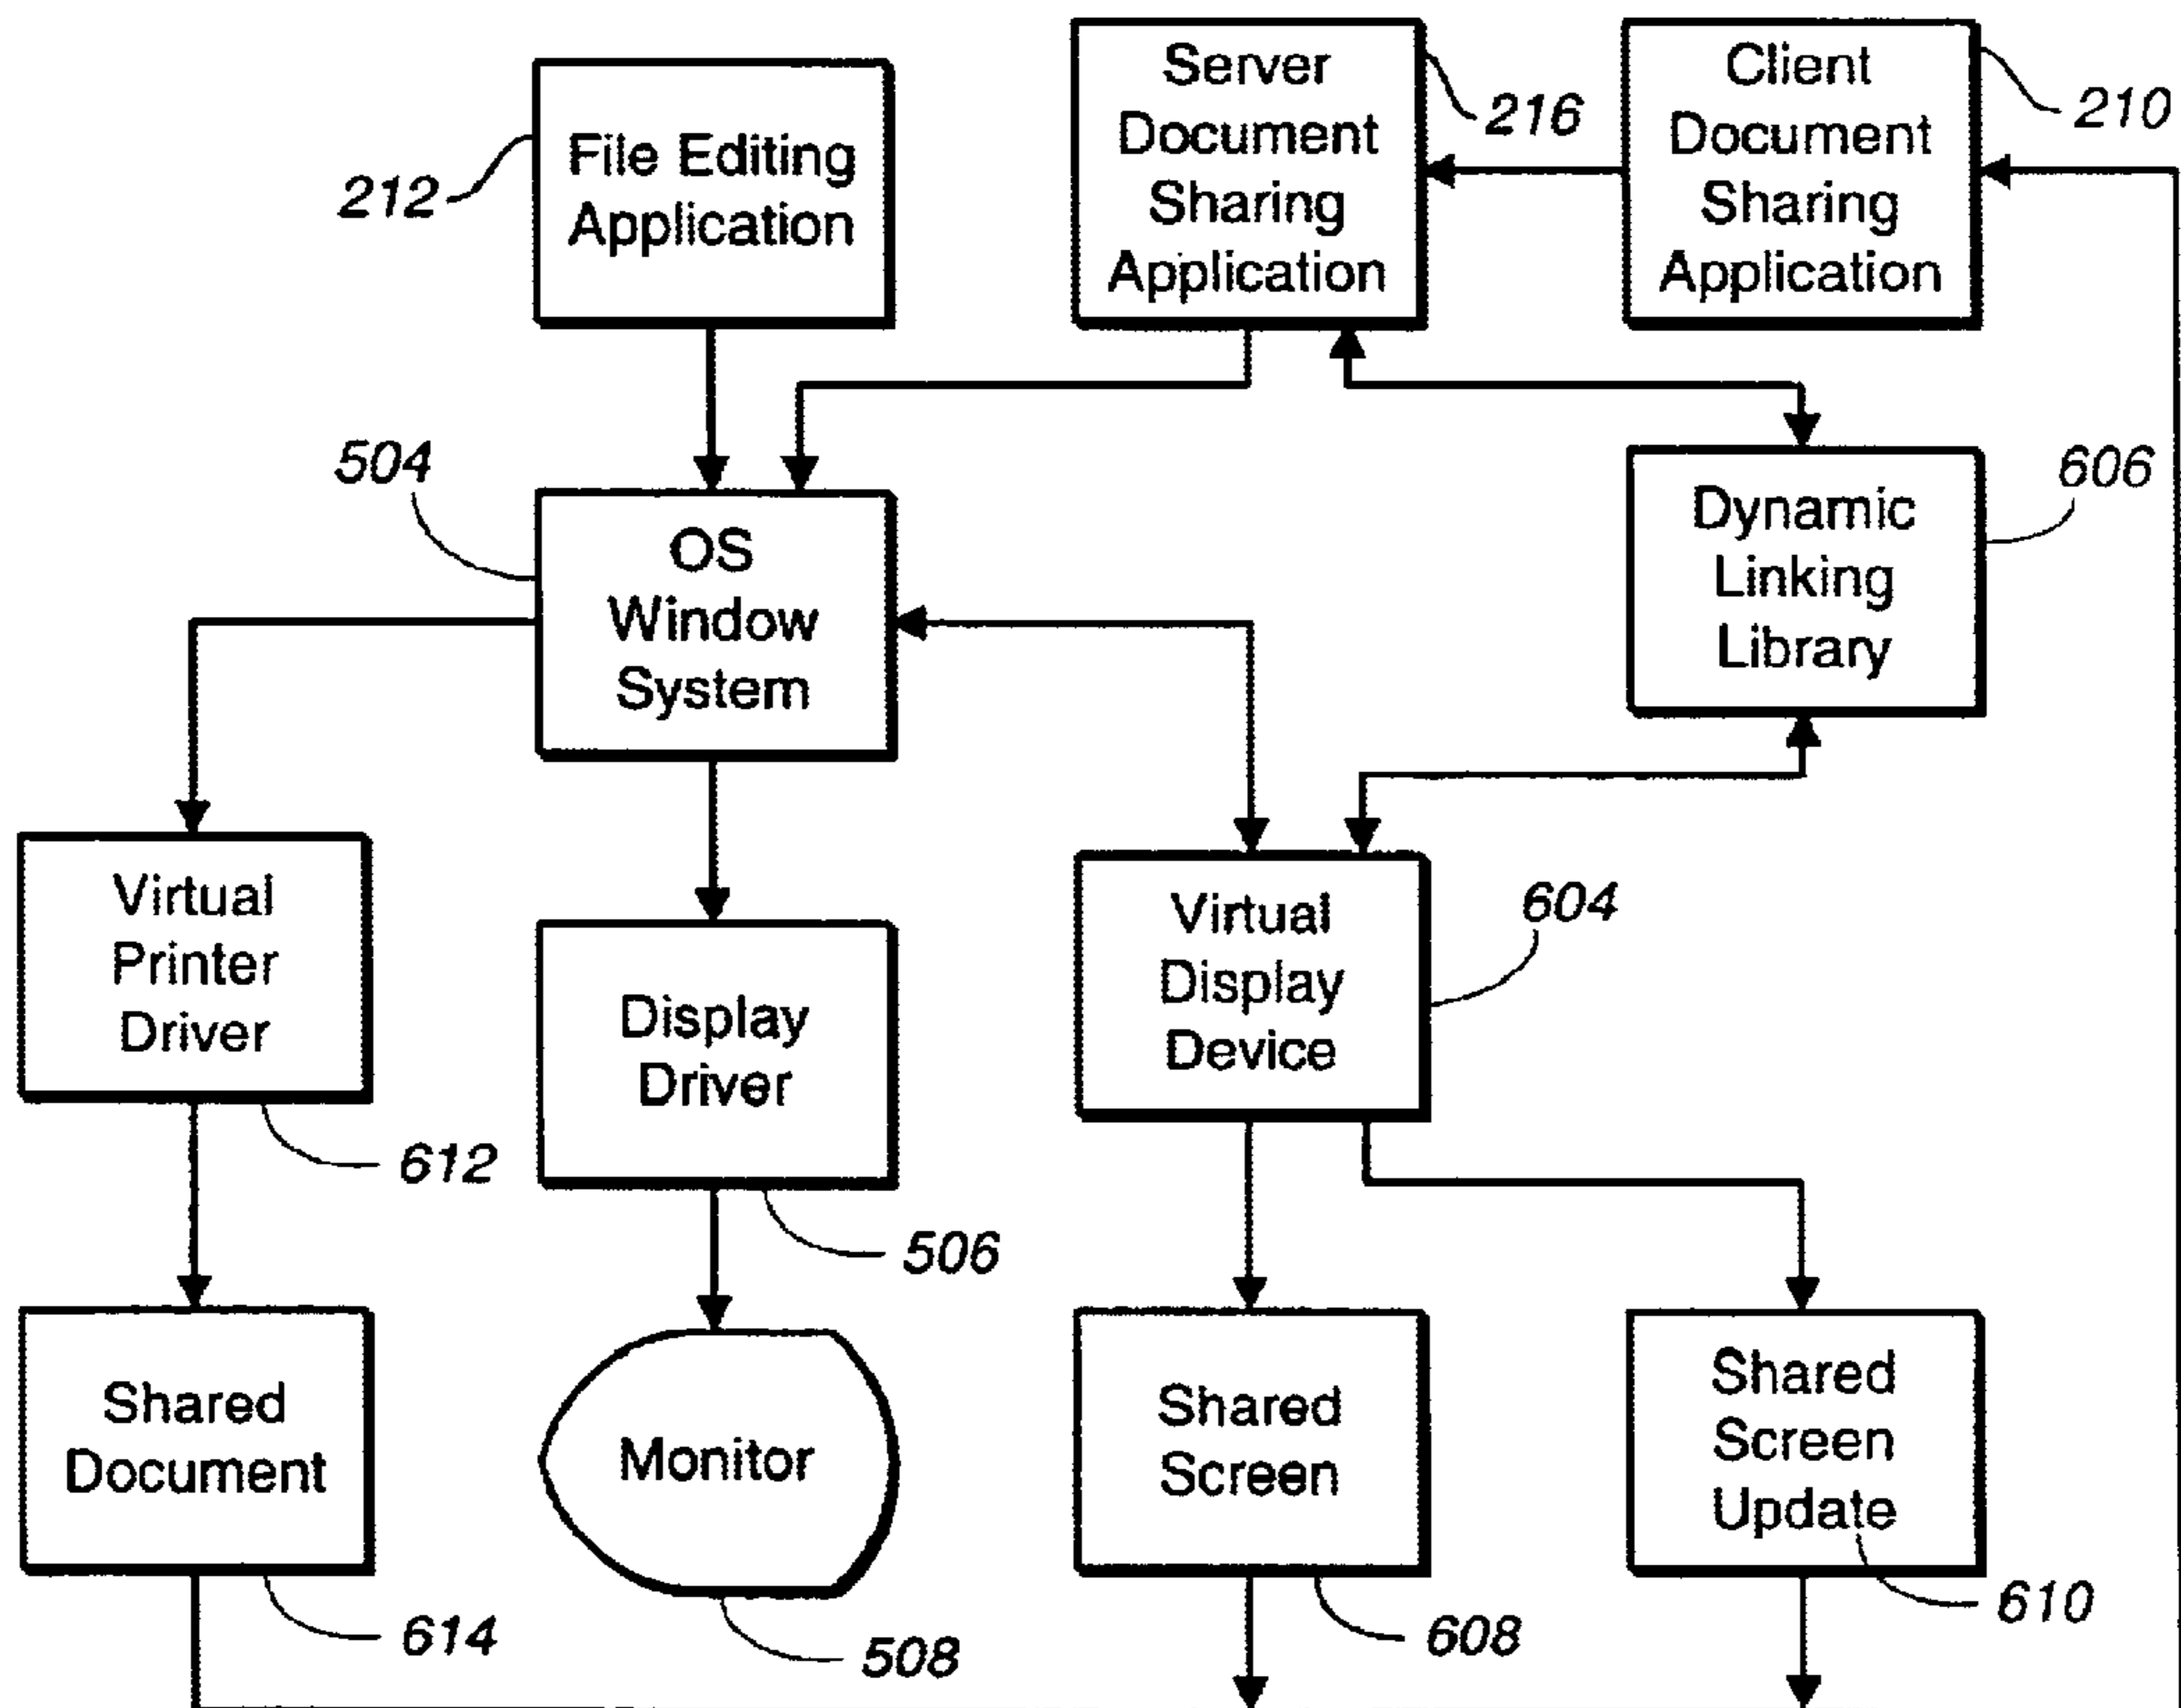 Server
Document
Sharing
Application
216
Client
Document
Sharing
Application
210
File Editing
Application
212
504
OS
Window
System
Dynamic
Linking
Library
606
Virtual
Printer
Driver
612
Display
Driver
506
Virtual
Display
Device
604
Shared
Document
614
Monitor
508
Shared
Screen
608
Shared
Screen
Update
610